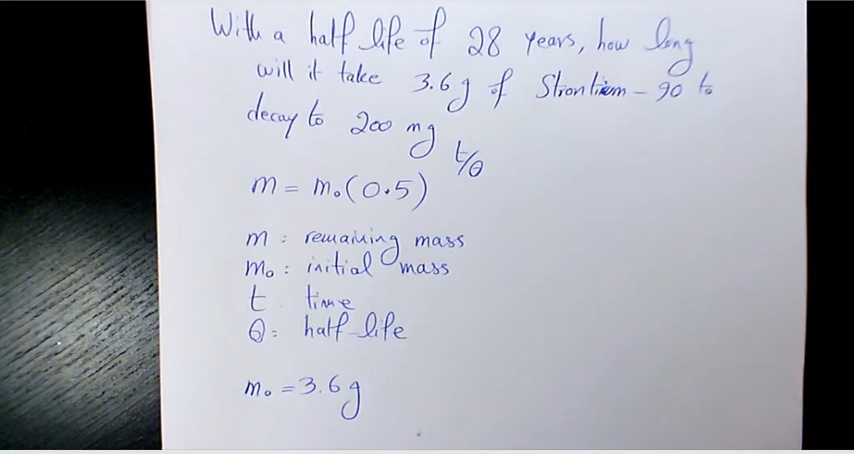 With a half life of 28 years, how long
will it take 3.6 g of Strontium - 90 to
decay to 200 mg
m = m₀(0.5) t/θ
m : remaining mass
m₀ : initial mass
t time
θ = half life
m₀ = 3.6 g